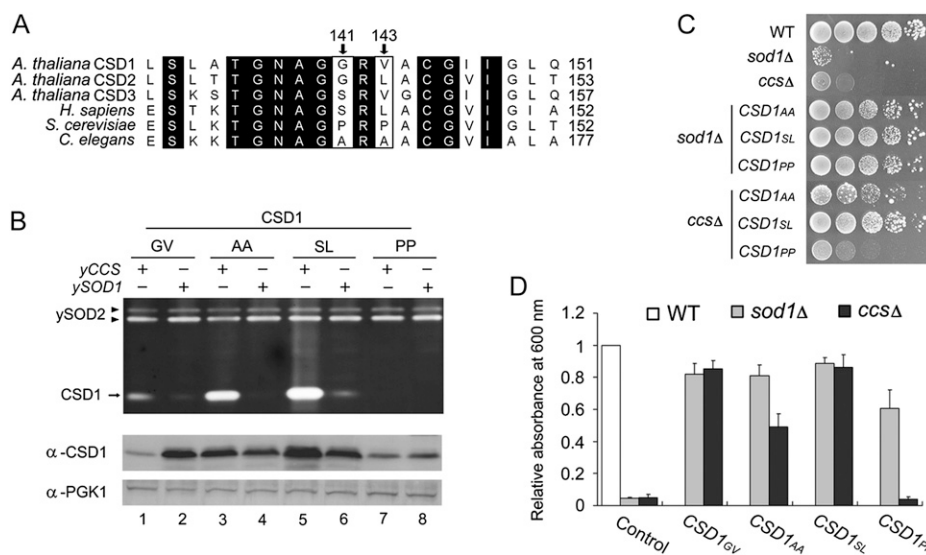 A
141 143
A. thaliana CSD1 L S L A T G N A G G R V A C G I I G L Q 151
A. thaliana CSD2 L S L T T G N A G G R L A C G V I G L T 153
A. thaliana CSD3 L S K S T G N A G S R V G C G V S G L Q 157
H. sapiens E S T K T G N A G S R L A C G V I G I A 152
S. cerevisiae E S L K T G N A G P R P A C G V I G L T 152
C. elegans E S K K T G N A G A R A A C G V I A L A 177
B
CSD1
GV AA SL PP
yCCS + − + − + − + −
ySOD1 − + − + − + − +
ySOD2
CSD1
α-CSD1
α-PGK1
1 2 3 4 5 6 7 8
C
WT
sod1Δ
ccsΔ
sod1Δ
CSD1AA
CSD1SL
CSD1PP
ccsΔ
CSD1AA
CSD1SL
CSD1PP
D
WT sod1Δ ccsΔ
Relative absorbance at 600 nm
1.2
1
0.8
0.6
0.4
0.2
0
Control CSD1GV CSD1AA CSD1SL CSD1P